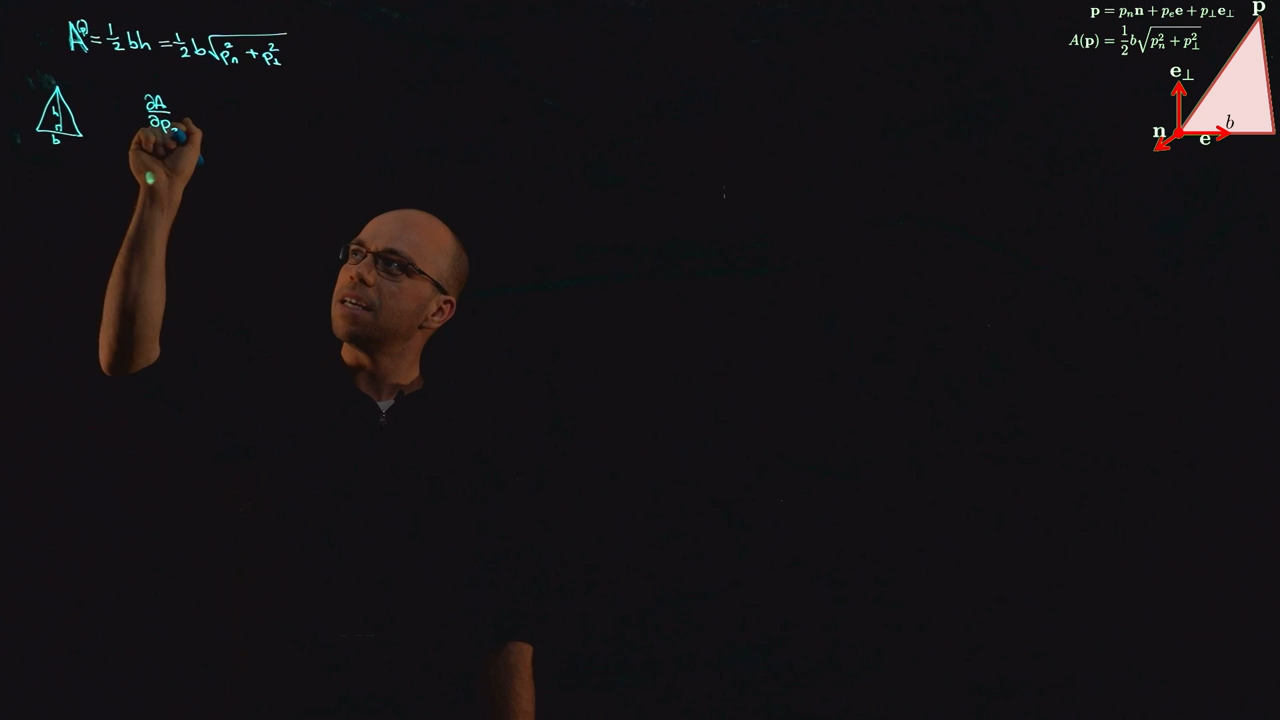 A(p) = 1/2 bh = 1/2 b√(pₙ² + p⊥²)
h
b
∂A
∂p
p = pₙn + pₑe + p⊥e⊥
A(p) = 1/2 b√(pₙ² + p⊥²)
p
e⊥
b
n
e